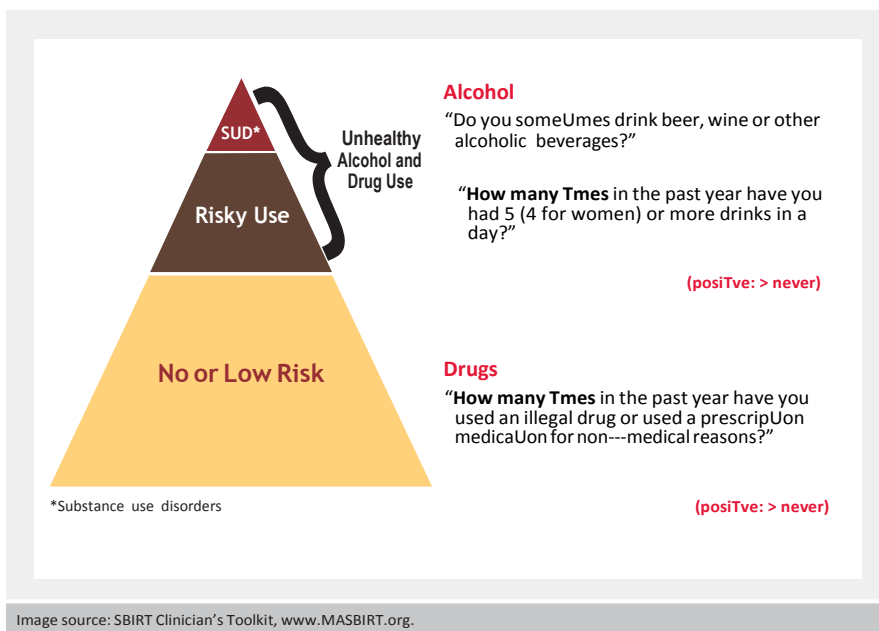 SUD*
Risky Use
No or Low Risk
Unhealthy
Alcohol and
Drug Use
*Substance use disorders
Alcohol
“Do you someUmes drink beer, wine or other
alcoholic beverages?”
“How many Tmes in the past year have you
had 5 (4 for women) or more drinks in a
day?”
(posiTve: > never)
Drugs
“How many Tmes in the past year have you
used an illegal drug or used a prescripUon
medicaUon for non---medical reasons?”
(posiTve: > never)
Image source: SBIRT Clinician’s Toolkit, www.MASBIRT.org.